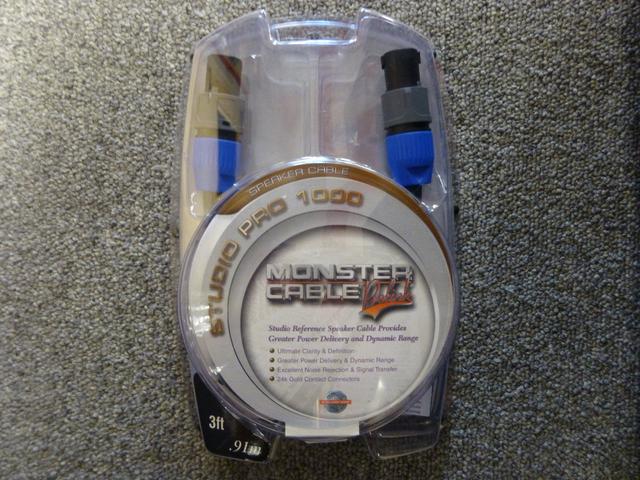 SPEAKER CABLE
STUDIO PRO 1000
MONSTER
CABLE
Studio Reference Speaker Cable Provides
Greater Power Delivery and Dynamic Range
Ultimate Clarity & Definition
Greater Power Delivery & Dynamic Range
Excellent Noise Rejection & Signal Transfer
24k Gold Contact Connectors
3ft
.91m